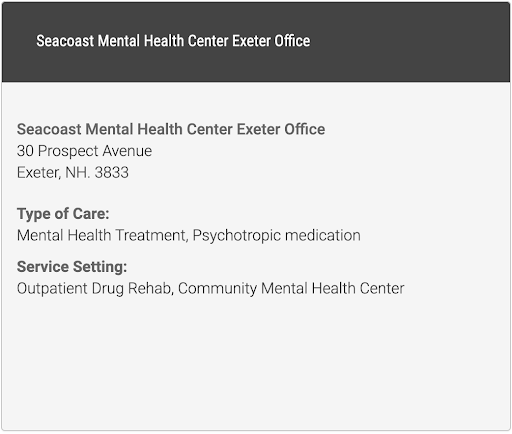 Seacoast Mental Health Center Exeter Office
Seacoast Mental Health Center Exeter Office
30 Prospect Avenue
Exeter, NH. 3833
Type of Care:
Mental Health Treatment, Psychotropic medication
Service Setting:
Outpatient Drug Rehab, Community Mental Health Center